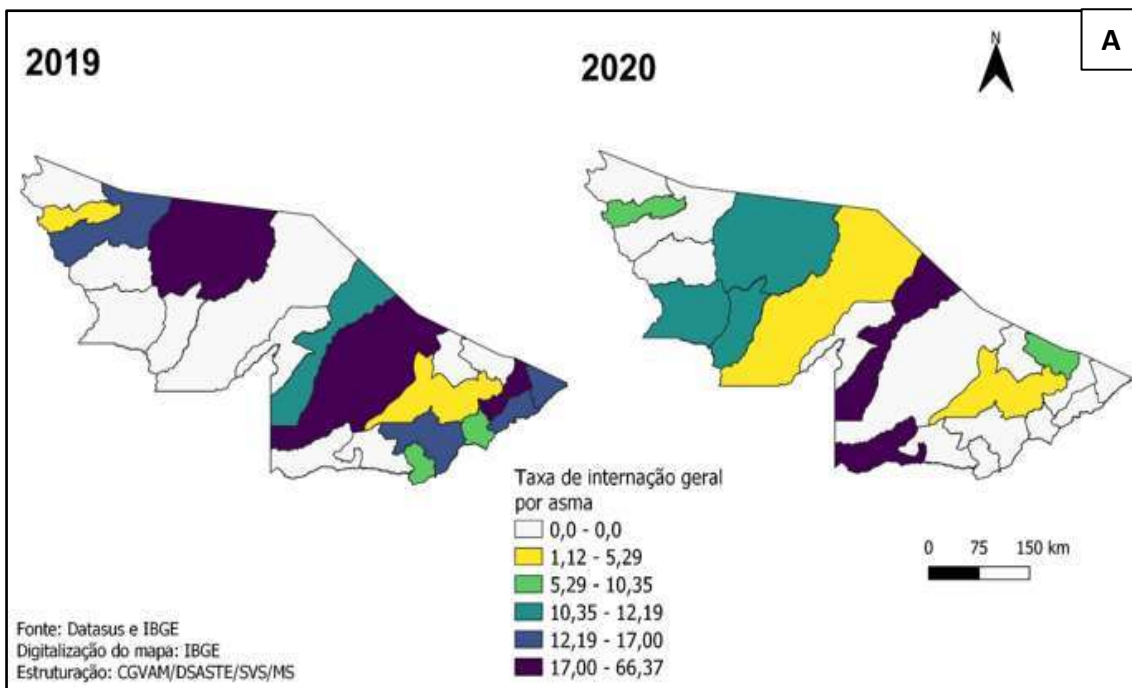 A
2019
2020
N
Taxa de internação geral
por asma
0,0 - 0,0
1,12 - 5,29
5,29 - 10,35
10,35 - 12,19
12,19 - 17,00
17,00 - 66,37
0 75 150 km
Fonte: Datasus e IBGE
Digitalização do mapa: IBGE
Estruturação: CGVAM/DSASTE/SVS/MS